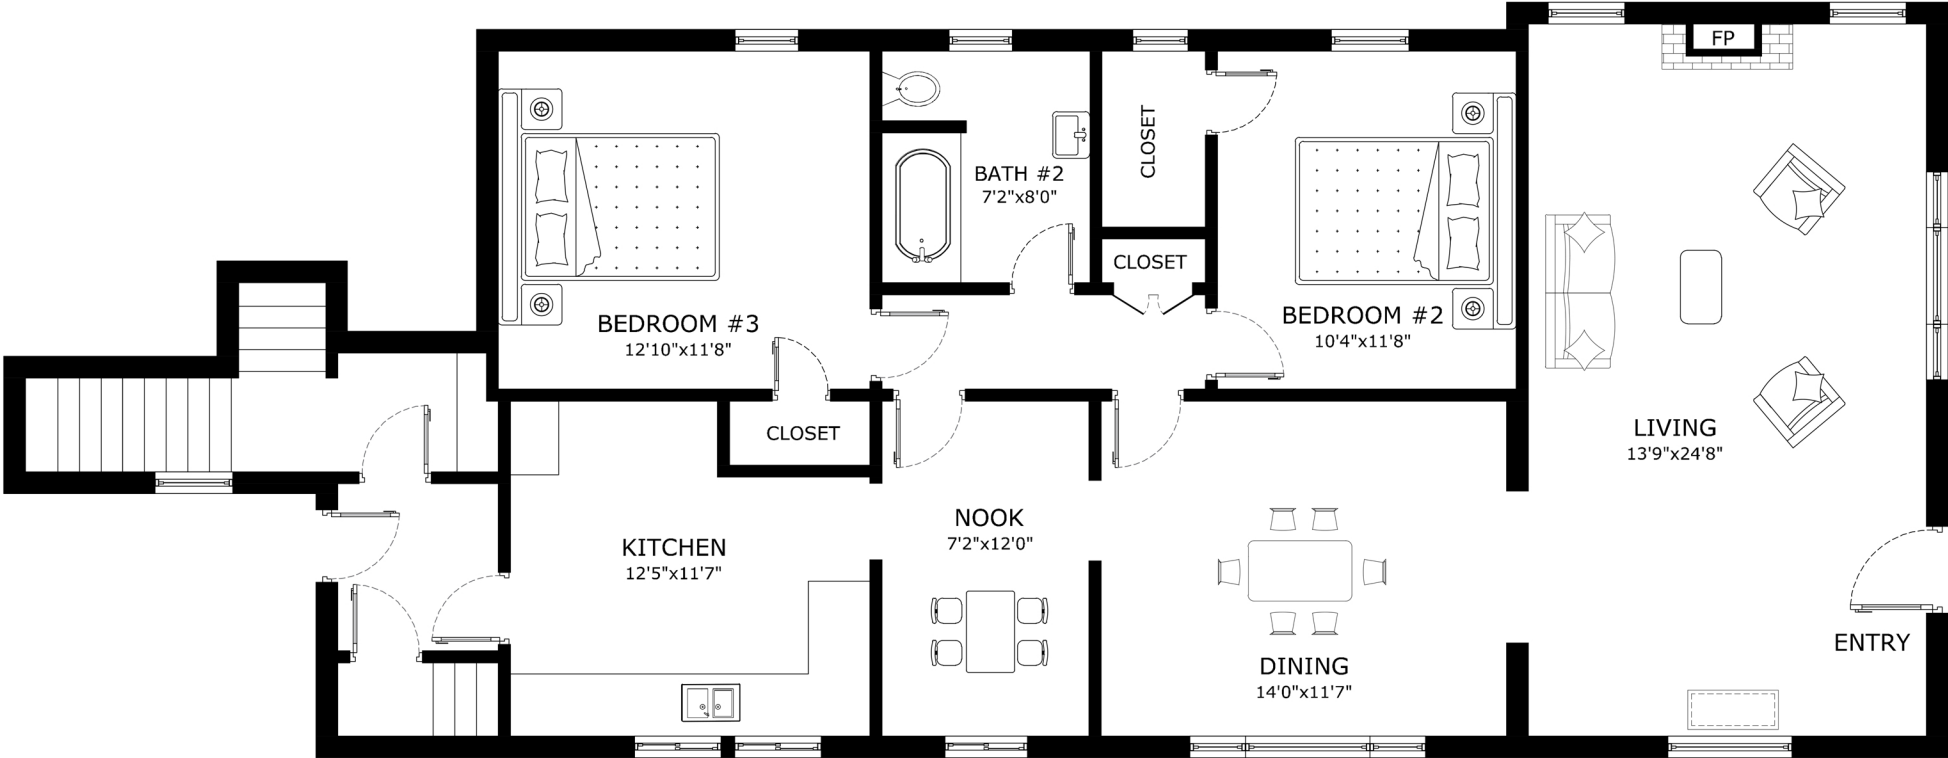 FP
CLOSET
BATH #2
7'2"x8'0"
CLOSET
BEDROOM #3
12'10"x11'8"
BEDROOM #2
10'4"x11'8"
CLOSET
LIVING
13'9"x24'8"
NOOK
7'2"x12'0"
KITCHEN
12'5"x11'7"
ENTRY
DINING
14'0"x11'7"